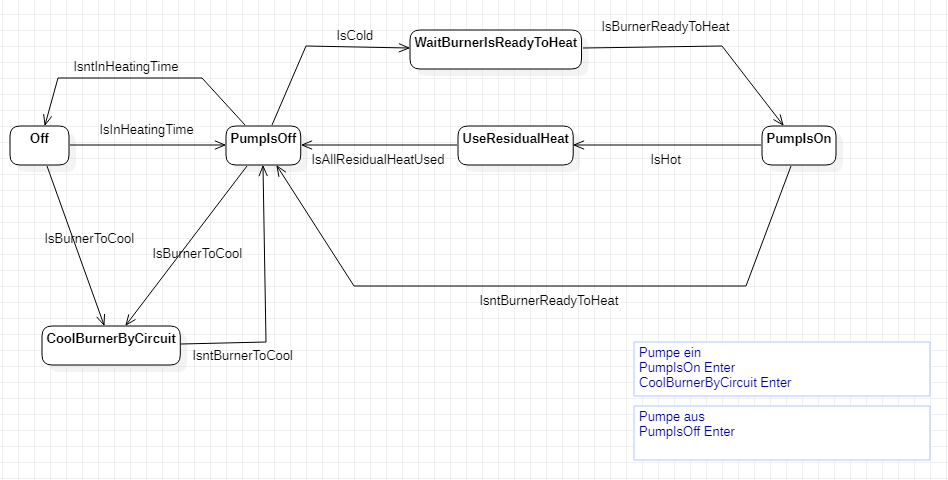 IsCold
IsBurnerReadyToHeat
WaitBurnerIsReadyToHeat
IsntInHeatingTime
IsInHeatingTime
Off
PumpIsOff
UseResidualHeat
PumpIsOn
IsAllResidualHeatUsed
IsHot
IsBurnerToCool
IsBurnerToCool
IsntBurnerReadyToHeat
CoolBurnerByCircuit
IsntBurnerToCool
Pumpe ein
PumpIsOn Enter
CoolBurnerByCircuit Enter
Pumpe aus
PumpIsOff Enter